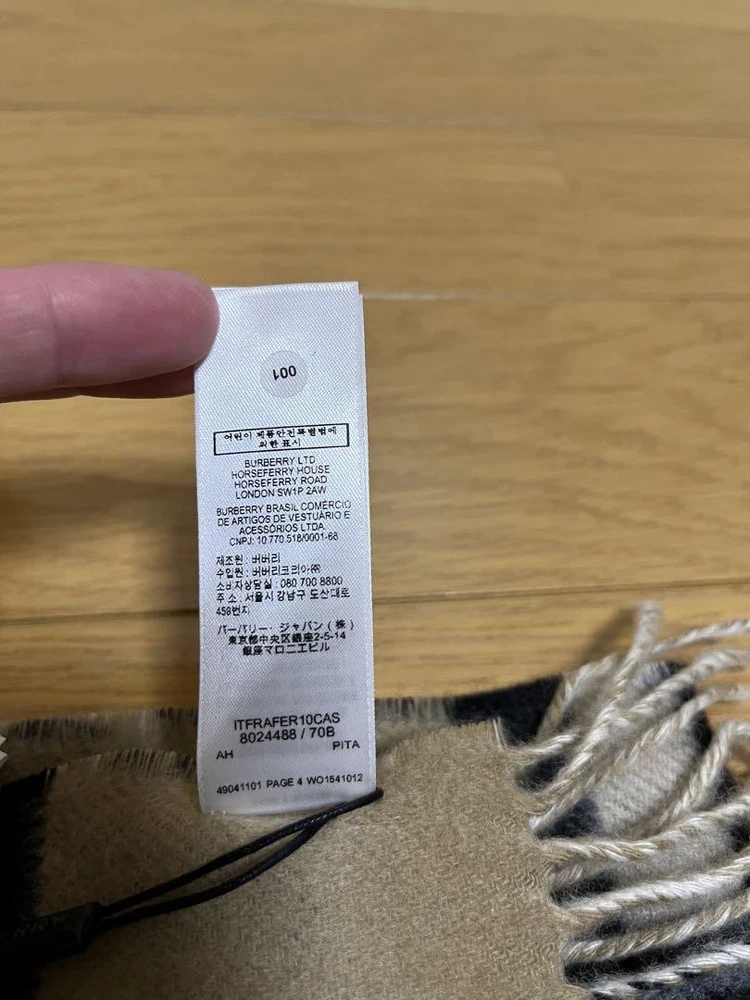 001
어린이 제품안전특별법에
의한 표시
BURBERRY LTD
HORSEFERRY HOUSE
HORSEFERRY ROAD
LONDON SW1P 2AW
BURBERRY BRASIL COMÉRCIO
DE ARTIGOS DE VESTUÁRIO E
ACESSÓRIOS LTDA.
CNPJ: 10 770.518/0001-68
제조원 : 버버리
수입원 : 버버리코리아㈜
소비자상담실 : 080 700 8800
주 소 : 서울시 강남구 도산대로
459번지
バーバリー・ジャパン (株)
東京都中央区銀座2-5-14
銀座マロニエビル
ITFRAFER10CAS
8024488 / 70B
AH PITA
49041101 PAGE 4 WO1541012